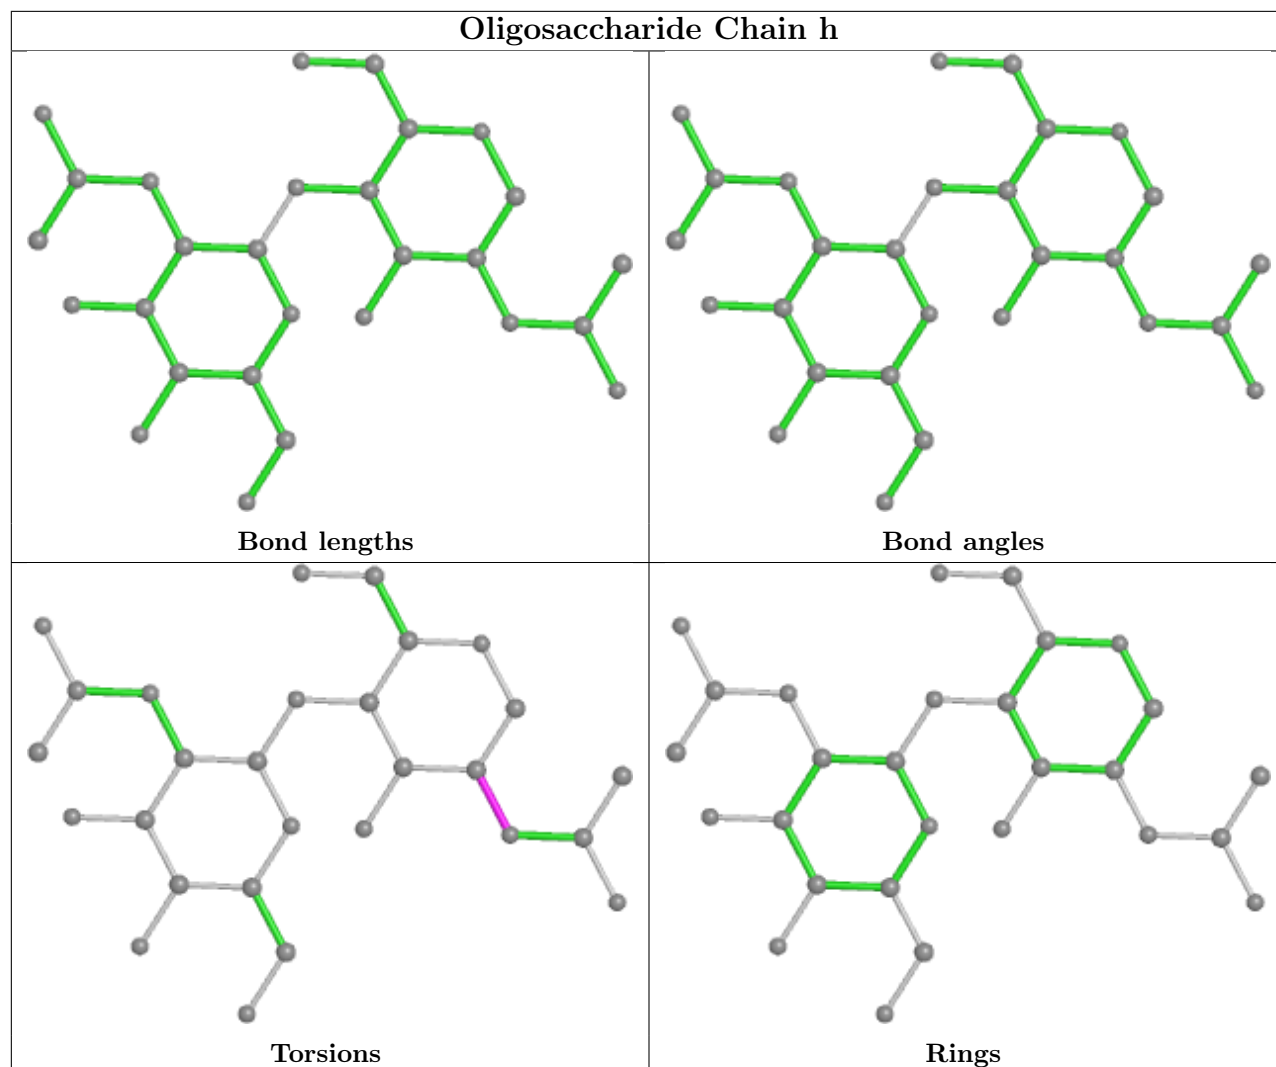 Oligosaccharide Chain h
Bond lengths
Bond angles
Torsions
Rings